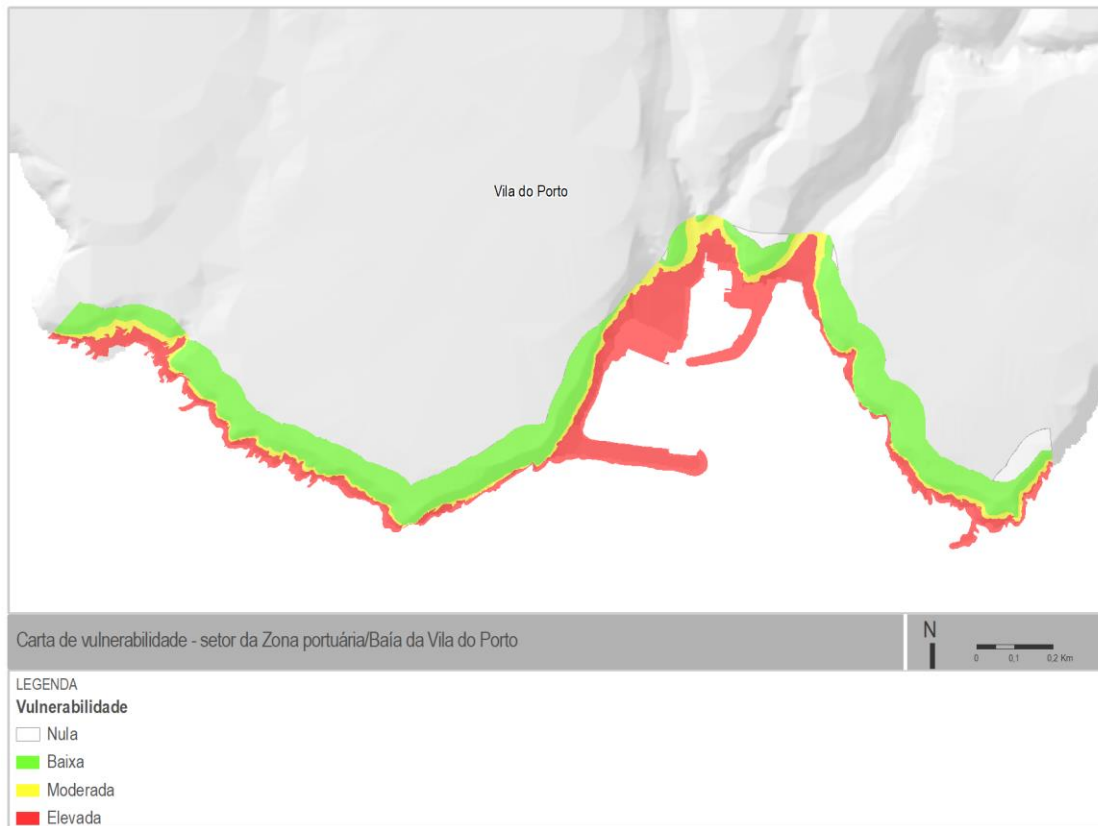 Vila do Porto
Carta de vulnerabilidade - setor da Zona portuária/Baía da Vila do Porto
N
0 0,1 0,2 Km
LEGENDA
Vulnerabilidade
Nula
Baixa
Moderada
Elevada